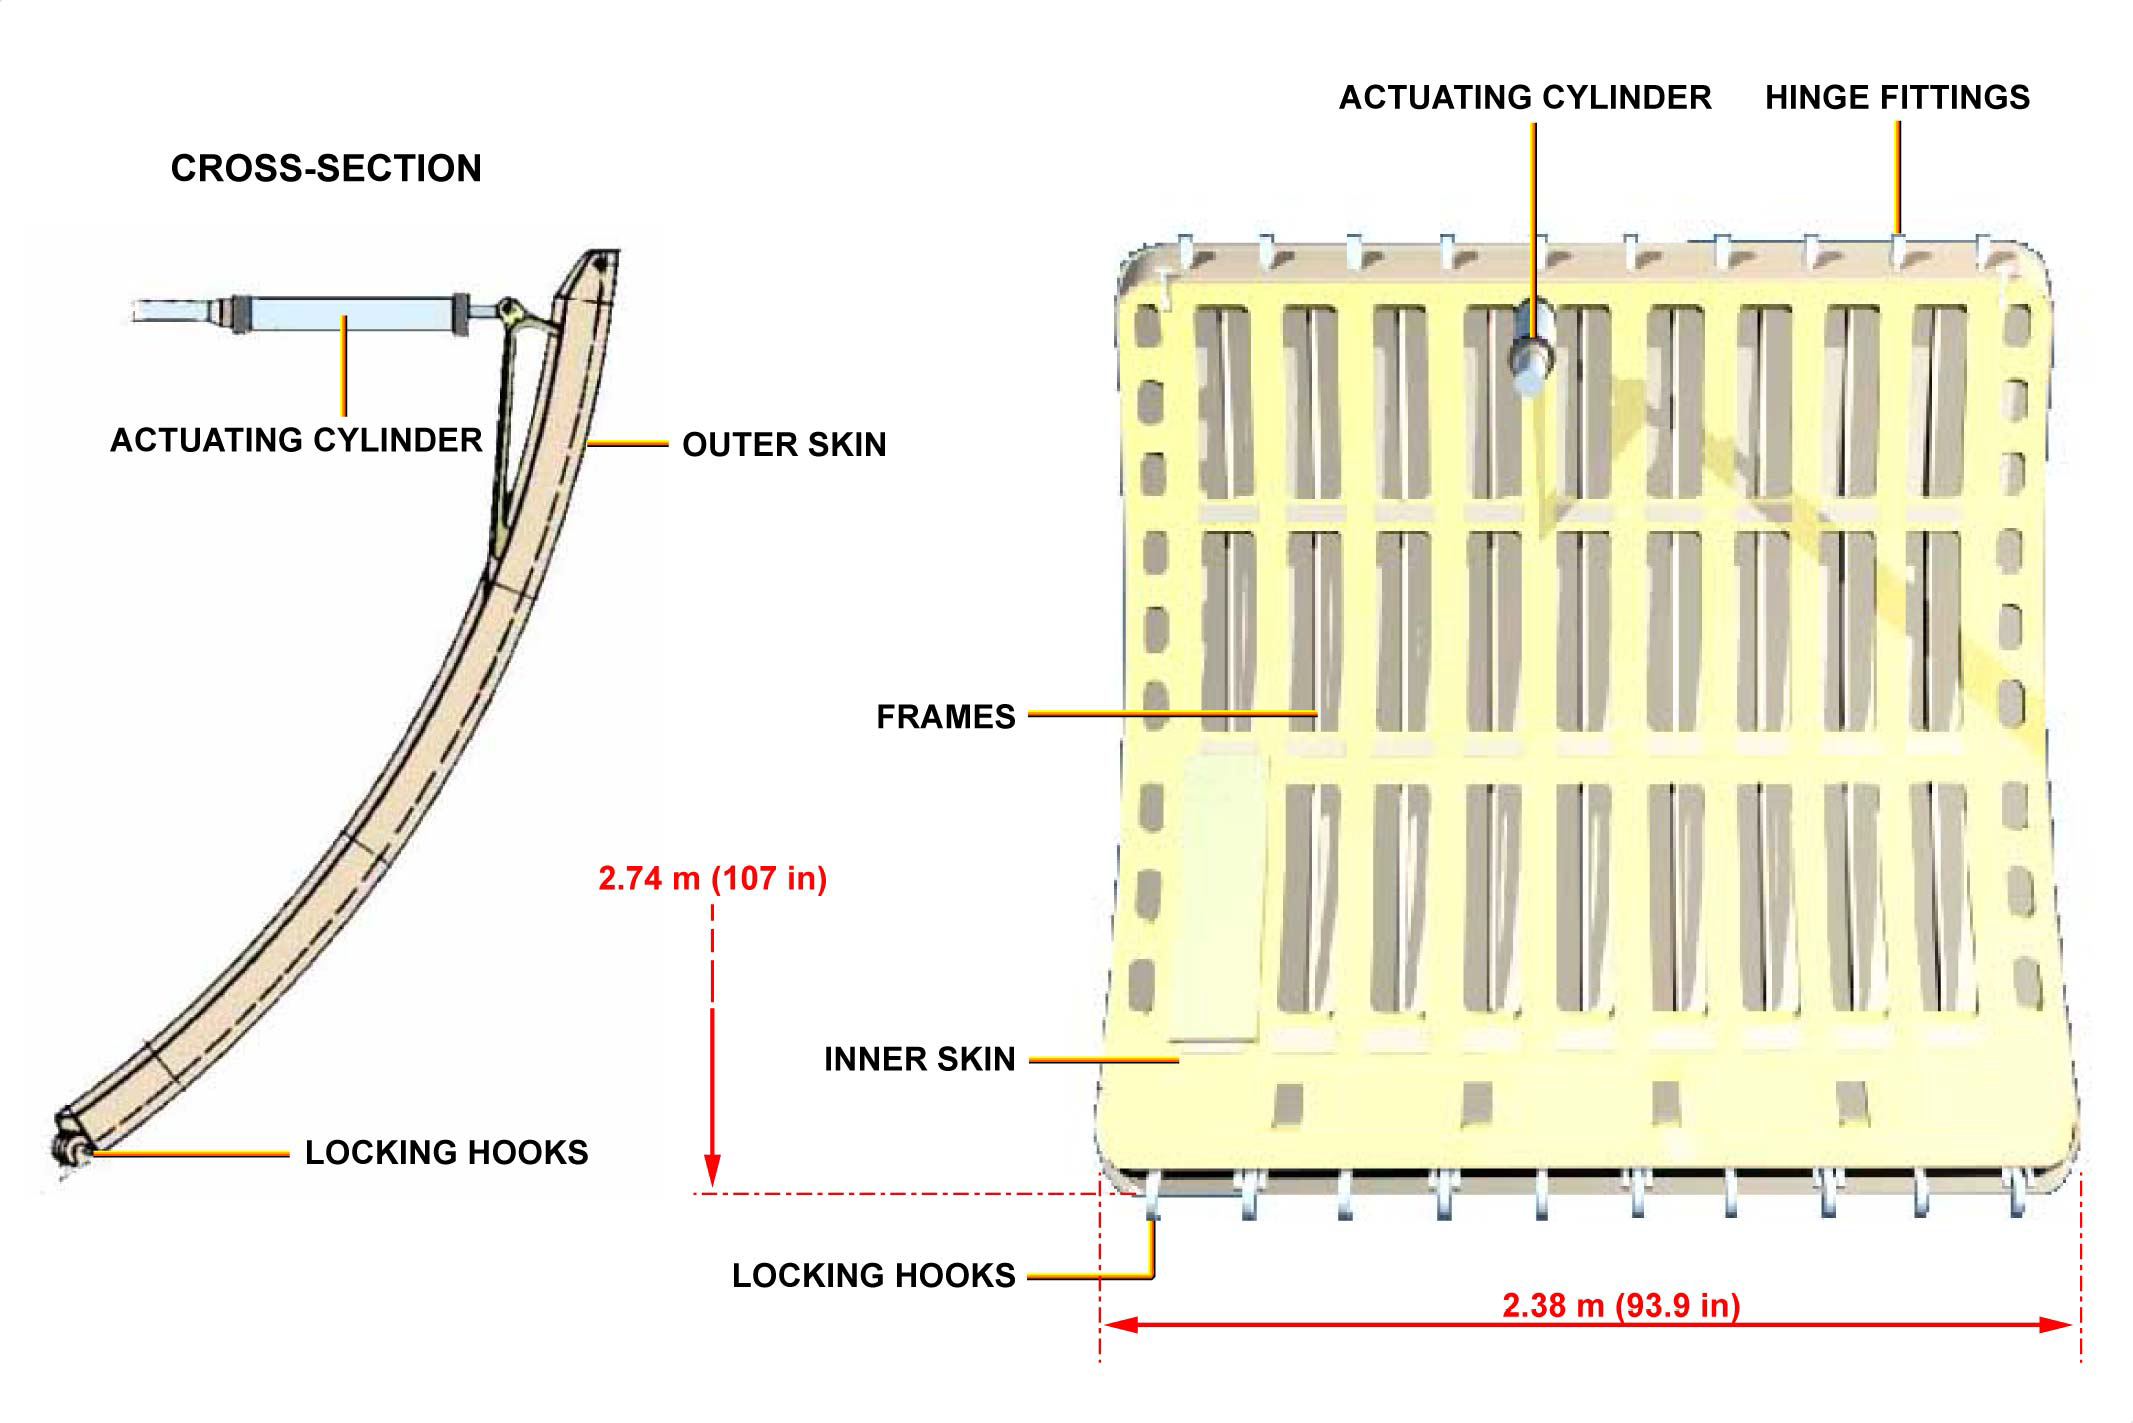 ACTUATING CYLINDER
HINGE FITTINGS
CROSS-SECTION
ACTUATING CYLINDER
OUTER SKIN
FRAMES
2.74 m (107 in)
INNER SKIN
LOCKING HOOKS
LOCKING HOOKS
2.38 m (93.9 in)